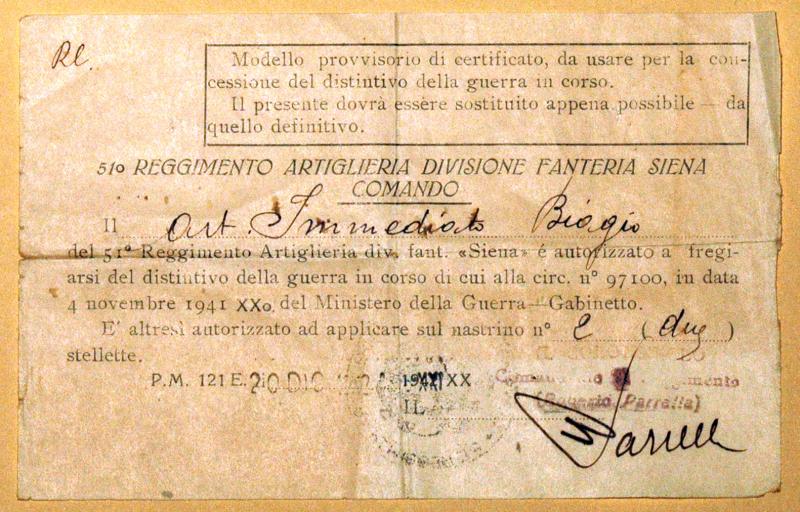 Rl.
Modello provvisorio di certificato, da usare per la con-
cessione del distintivo della guerra in corso.
Il presente dovrà essere sostituito appena possibile — da
quello definitivo.
51o REGGIMENTO ARTIGLIERIA DIVISIONE FANTERIA SIENA
COMANDO
Il Art. Immediato Biagio
del 51º Reggimento Artiglieria div. fant. «Siena» é autorizzato a fregi-
arsi del distintivo della guerra in corso di cui alla circ. nº 97100, in data
4 novembre 1941 XXo. del Ministero della Guerra—Gabinetto.
E' altresì autorizzato ad applicare sul nastrino nº 2 (due)
stellette.
P.M. 121 E. 20 DIC XX
IL
(Roberto Parrella)
Parrella